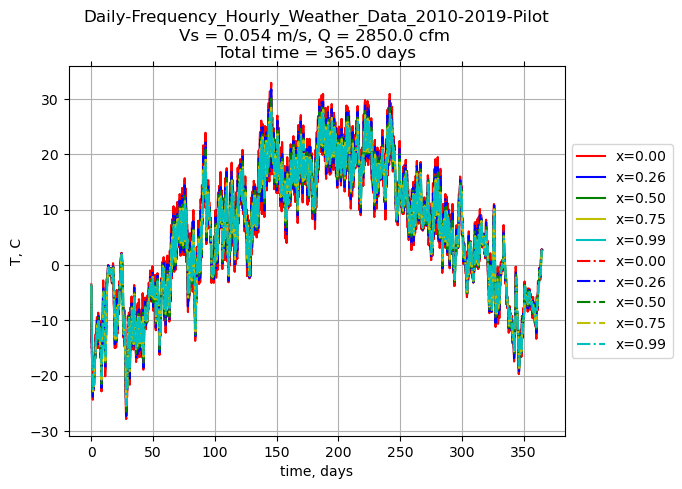 Daily-Frequency_Hourly_Weather_Data_2010-2019-Pilot
Vs = 0.054 m/s, Q = 2850.0 cfm
Total time = 365.0 days
30
20
10
0
−10
−20
−30
T, C
0 50 100 150 200 250 300 350
time, days
x=0.00
x=0.26
x=0.50
x=0.75
x=0.99
x=0.00
x=0.26
x=0.50
x=0.75
x=0.99